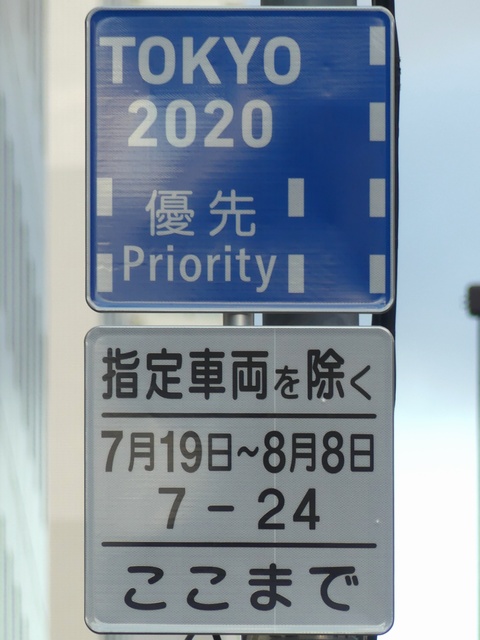 TOKYO
2020
優先
Priority
指定車両を除く
7月19日~8月8日
7-24
ここまで